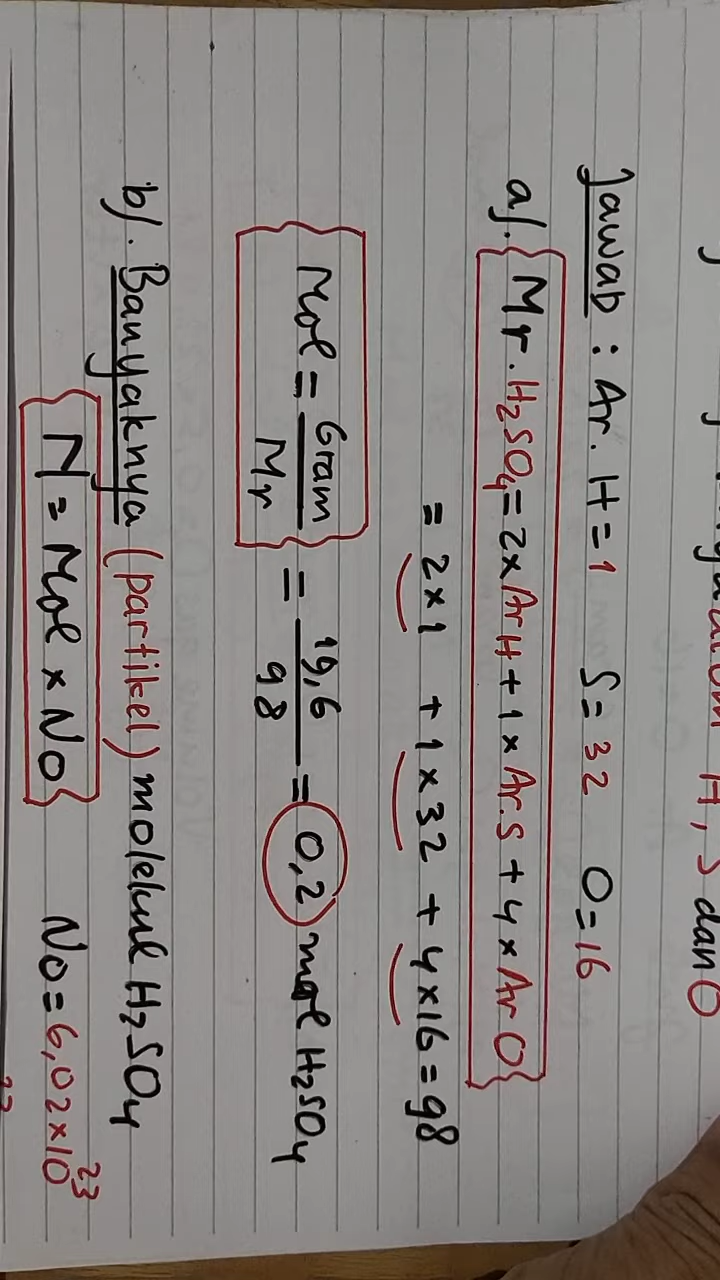 H, S dan O
Jawab : Ar. H = 1 S = 32 O = 16
a/. Mr. H₂SO₄ = 2 x Ar H + 1 x Ar. S + 4 x Ar O
= 2 x 1 + 1 x 32 + 4 x 16 = 98
Mol = Gram / Mr = 19,6 / 98 = 0,2 mol H₂SO₄
b/. Banyaknya (partikel) molekul H₂SO₄
N = Mol x No No = 6,02 x 10²³